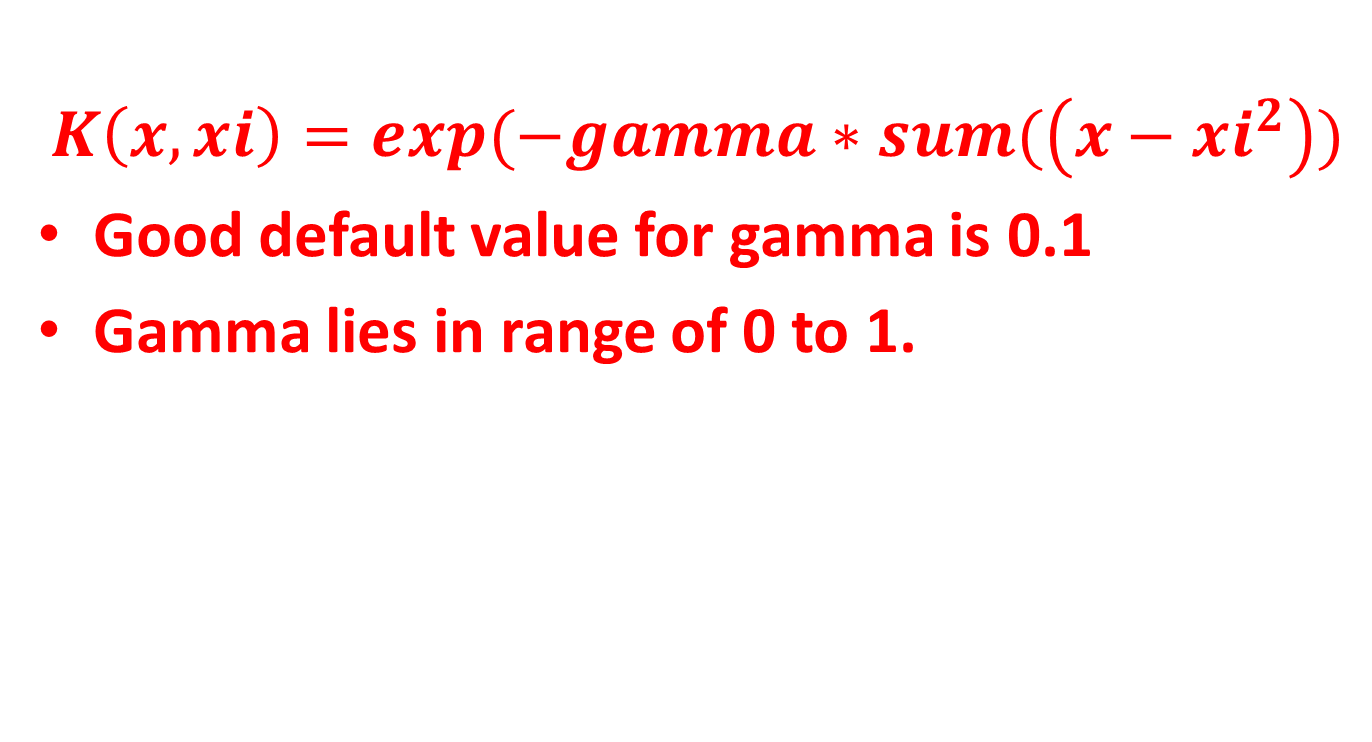 K(x, xi) = exp(−gamma ∗ sum((x − xi²))
• Good default value for gamma is 0.1
• Gamma lies in range of 0 to 1.